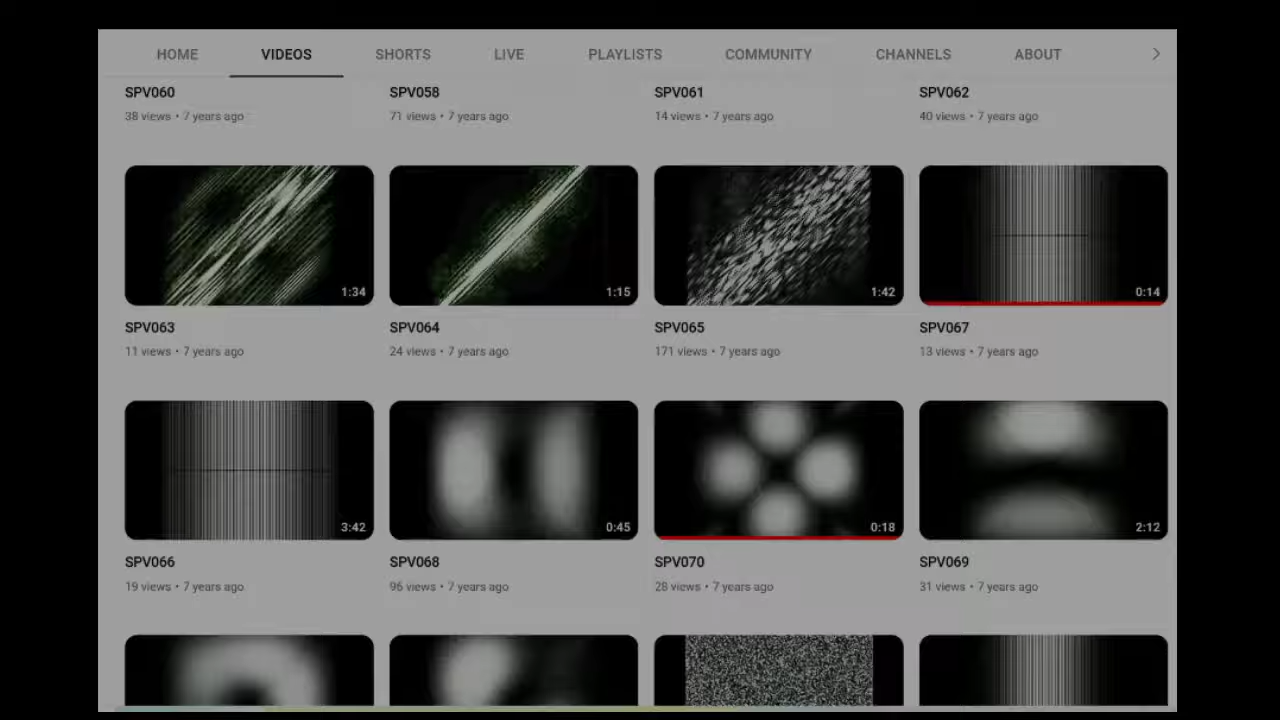 HOME VIDEOS SHORTS LIVE PLAYLISTS COMMUNITY CHANNELS ABOUT
SPV060 SPV058 SPV061 SPV062
38 views • 7 years ago 71 views • 7 years ago 14 views • 7 years ago 40 views • 7 years ago
1:34 1:15 1:42 0:14
SPV063 SPV064 SPV065 SPV067
11 views • 7 years ago 24 views • 7 years ago 171 views • 7 years ago 13 views • 7 years ago
3:42 0:45 0:18 2:12
SPV066 SPV068 SPV070 SPV069
19 views • 7 years ago 96 views • 7 years ago 28 views • 7 years ago 31 views • 7 years ago